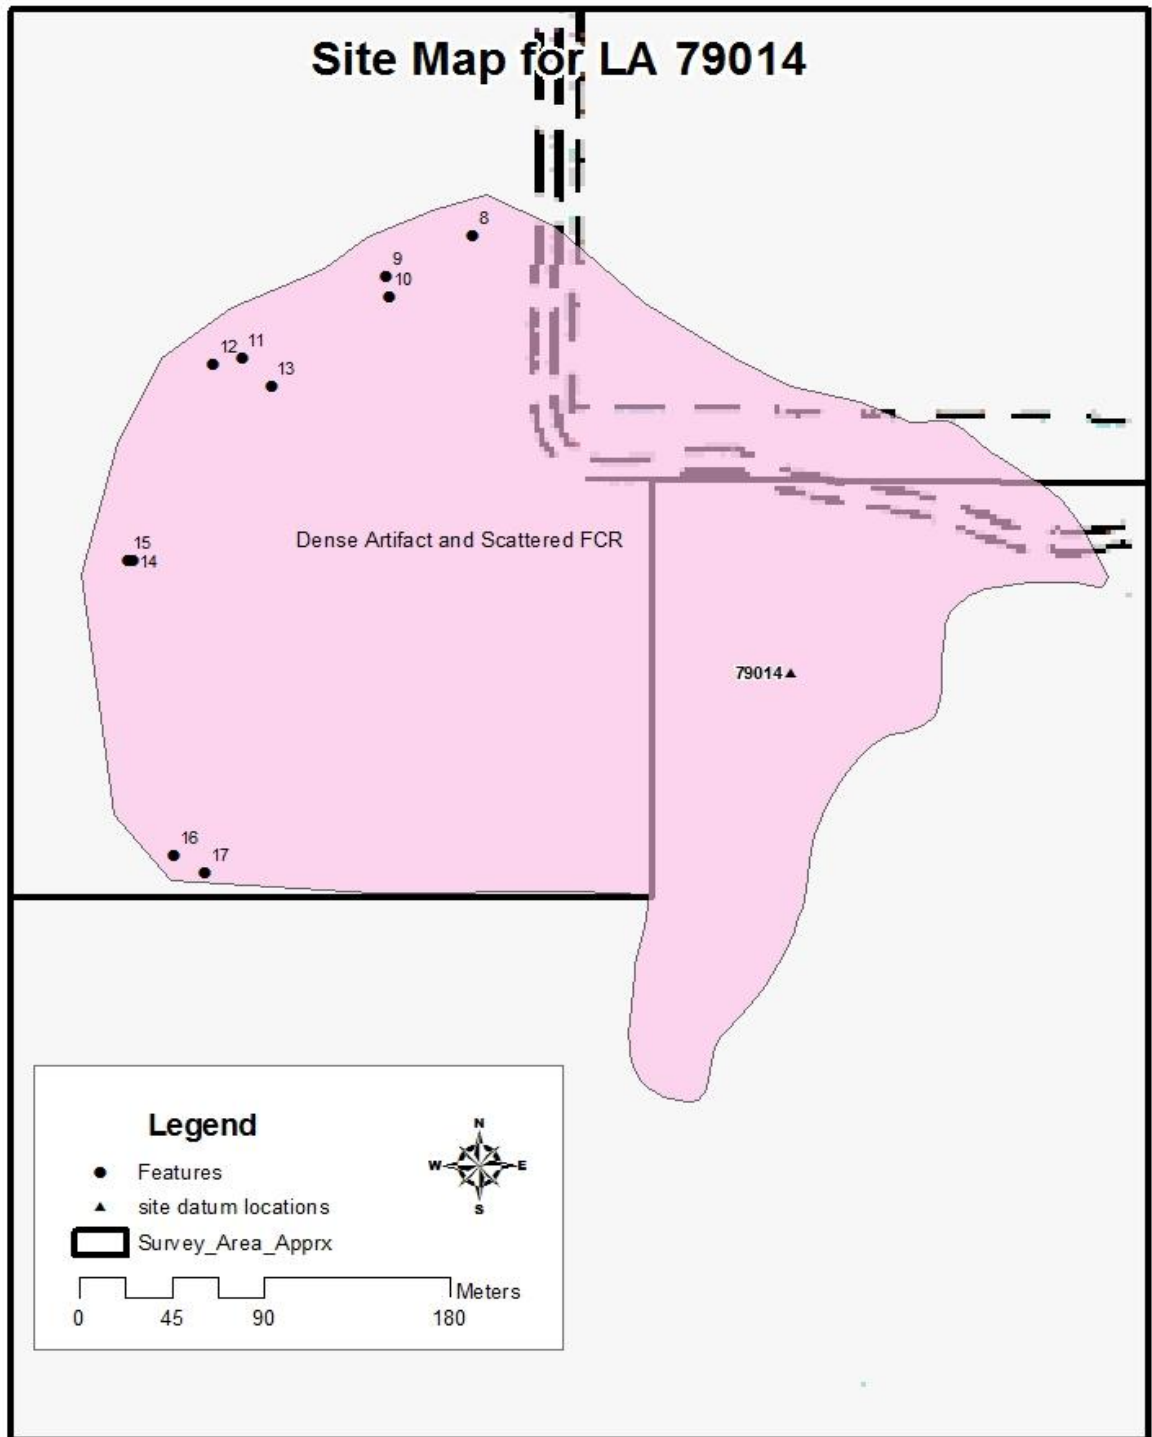 Site Map for LA 79014
8
9
10
12 11
13
Dense Artifact and Scattered FCR
15
14
79014
16
17
Legend
N
W E
S
Features
site datum locations
Survey_Area_Apprx
Meters
0 45 90 180